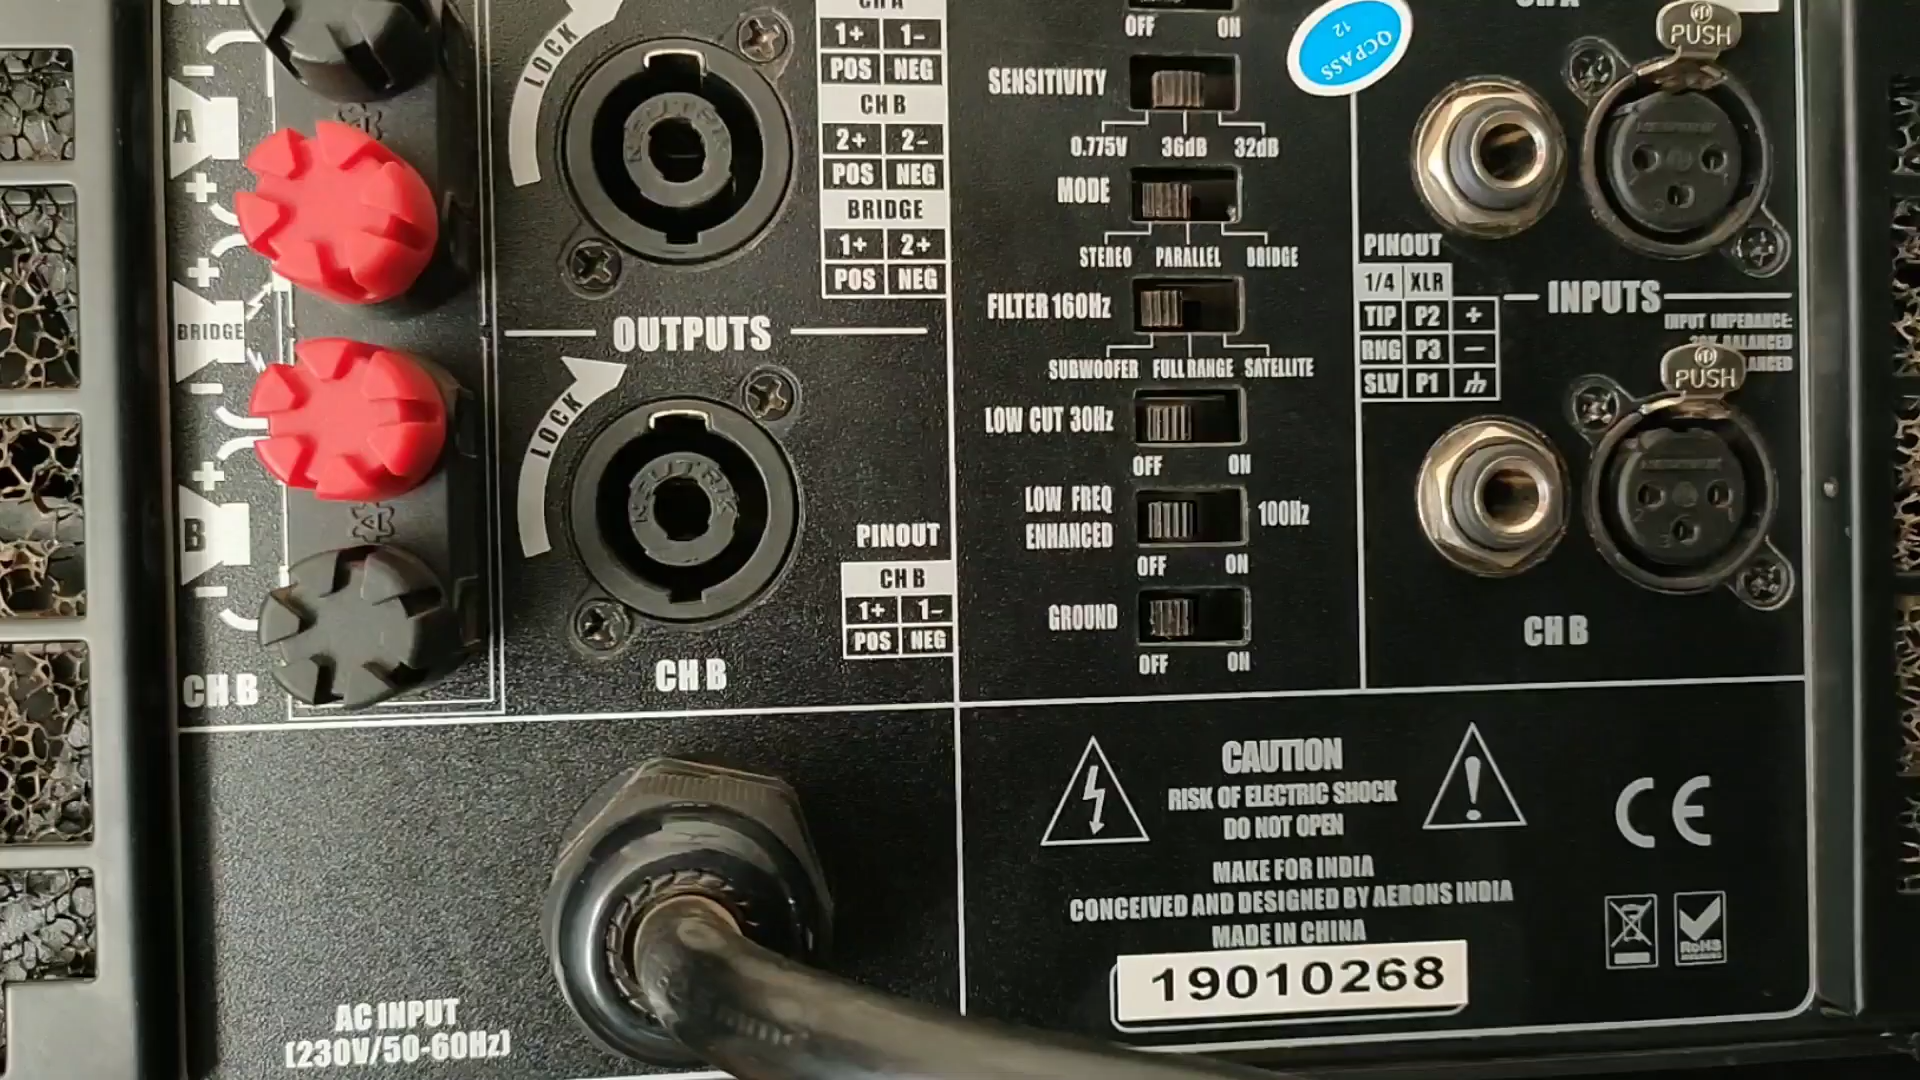 LOCK
CH A
1+ 1-
POS NEG
CH B
2+ 2-
POS NEG
BRIDGE
1+ 2+
POS NEG
OUTPUTS
LOCK
PINOUT
CH B
1+ 1-
POS NEG
CH B
A
+
+
BRIDGE
+
B
CH B
AC INPUT
(230V/50-60Hz)
OFF ON
SENSITIVITY
0.775V 36dB 32dB
MODE
STEREO PARALLEL BRIDGE
FILTER 160Hz
SUBWOOFER FULL RANGE SATELLITE
LOW CUT 30Hz
OFF ON
LOW FREQ
ENHANCED
100Hz
OFF ON
GROUND
OFF ON
QCPASS
12
CH A
PUSH
PINOUT
1/4 XLR
TIP P2 +
RNG P3 -
SLV P1
INPUTS
INPUT IMPEDANCE:
BALANCED
PUSH
CH B
CAUTION
RISK OF ELECTRIC SHOCK
DO NOT OPEN
MAKE FOR INDIA
CONCEIVED AND DESIGNED BY AERONS INDIA
MADE IN CHINA
19010268
CE
RoHS